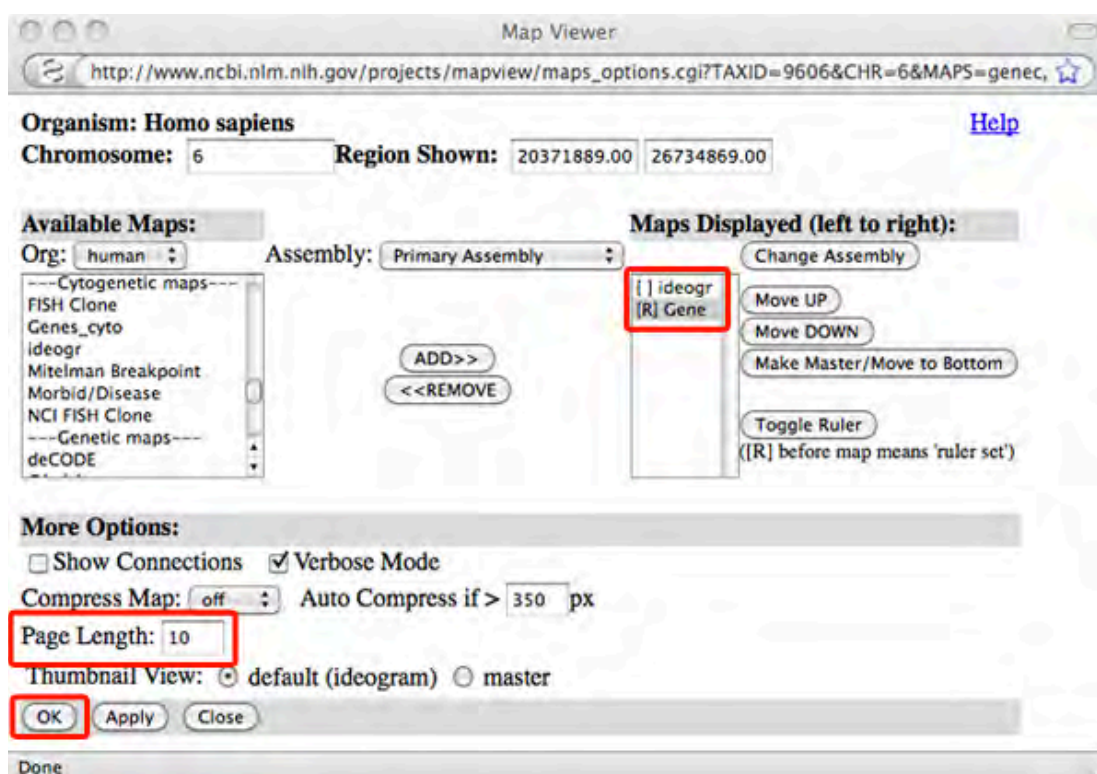 Map Viewer
http://www.ncbi.nlm.nih.gov/projects/mapview/maps_options.cgi?TAXID=9606&CHR=6&MAPS=genec,
Organism: Homo sapiens Help
Chromosome: 6 Region Shown: 20371889.00 26734869.00
Available Maps: Maps Displayed (left to right):
Org: human Assembly: Primary Assembly Change Assembly
---Cytogenetic maps---
FISH Clone
Genes_cyto
ideogr
Mitelman Breakpoint
Morbid/Disease
NCI FISH Clone
---Genetic maps---
deCODE
ADD>>
<<REMOVE
[ ] ideogr
[R] Gene
Move UP
Move DOWN
Make Master/Move to Bottom
Toggle Ruler
([R] before map means 'ruler set')
More Options:
Show Connections Verbose Mode
Compress Map: off Auto Compress if > 350 px
Page Length: 10
Thumbnail View: default (ideogram) master
OK Apply Close
Done